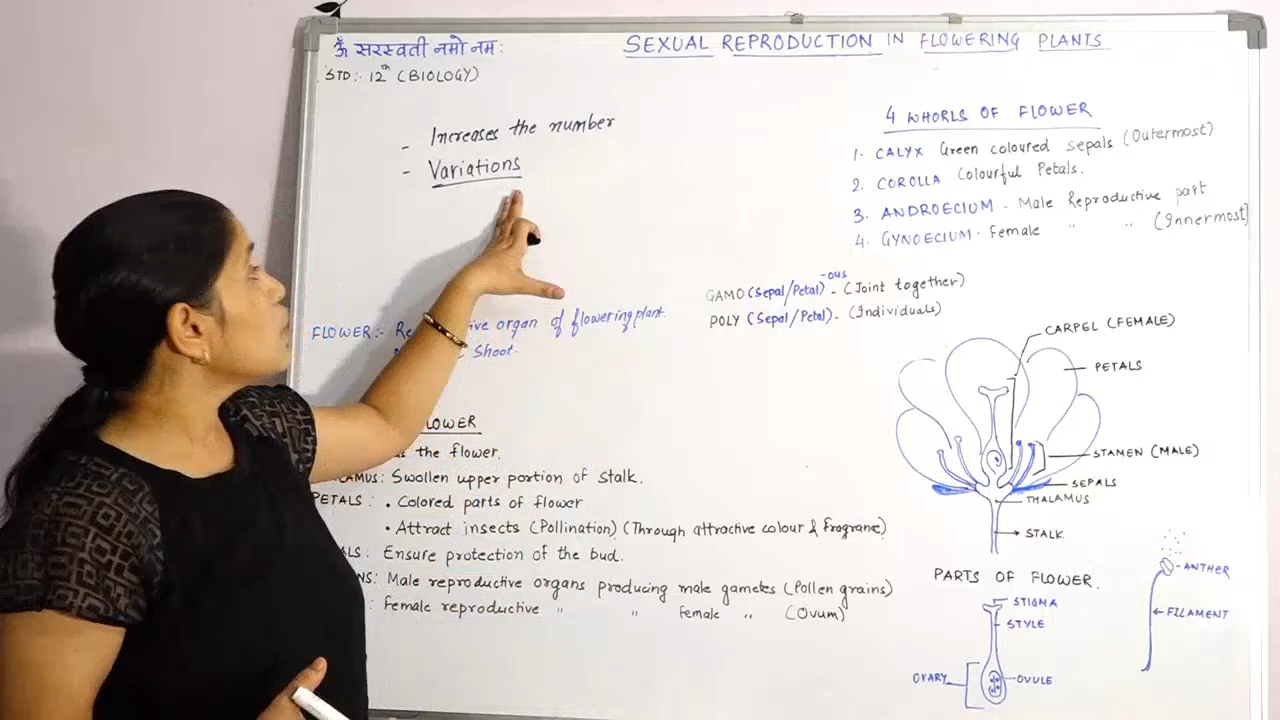 ॐ सरस्वती नमो नमः
STD:- 12th (BIOLOGY)
SEXUAL REPRODUCTION IN FLOWERING PLANTS
- Increases the number
- Variations
4 WHORLS OF FLOWER
1. CALYX Green coloured sepals (Outermost)
2. COROLLA Colourful Petals.
3. ANDROECIUM - Male Reproductive part
4. GYNOECIUM - Female " " (Innermost)
GAMO (Sepal/Petal)-ous - (Joint together)
POLY (Sepal/Petal) - (Individuals)
FLOWER:- Re ive organ of flowering plant.
Shoot.
LOWER
the flower.
AMUS: Swollen upper portion of stalk.
PETALS: • Colored parts of flower
• Attract insects (Pollination) (Through attractive colour & fragrance)
ALS: Ensure protection of the bud.
NS: Male reproductive organs producing male gametes (Pollen grains)
: Female reproductive " " female " (Ovum)
CARPEL (FEMALE)
PETALS
STAMEN (MALE)
SEPALS
THALAMUS
STALK
PARTS OF FLOWER.
STIGMA
STYLE
OVARY
OVULE
ANTHER
FILAMENT